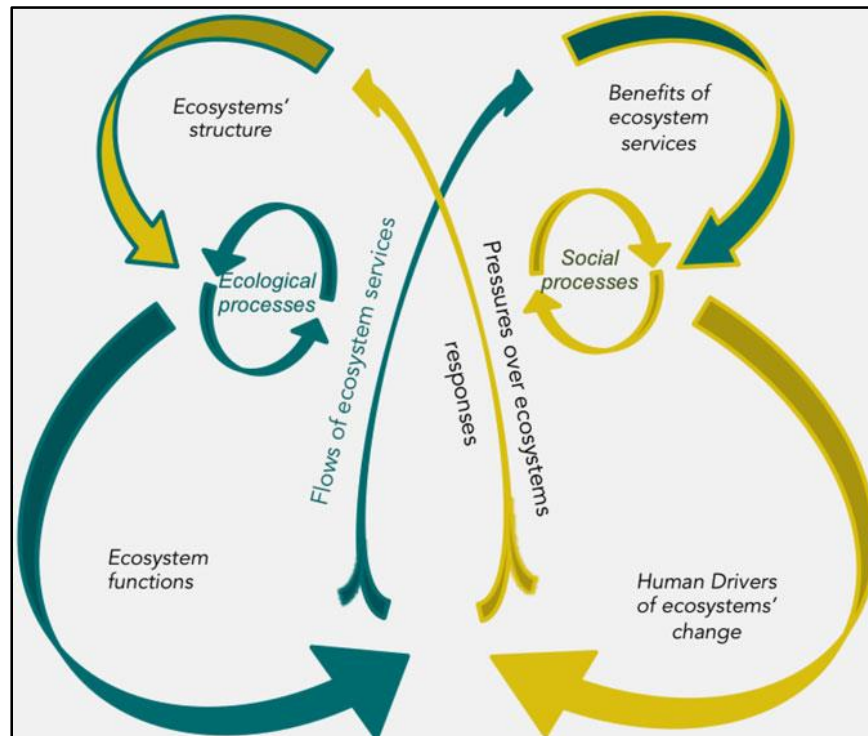 Ecosystems'
structure
Benefits of
ecosystem
services
Ecological
processes
Social
processes
Flows of ecosystem services
Pressures over ecosystems
responses
Ecosystem
functions
Human Drivers
of ecosystems'
change